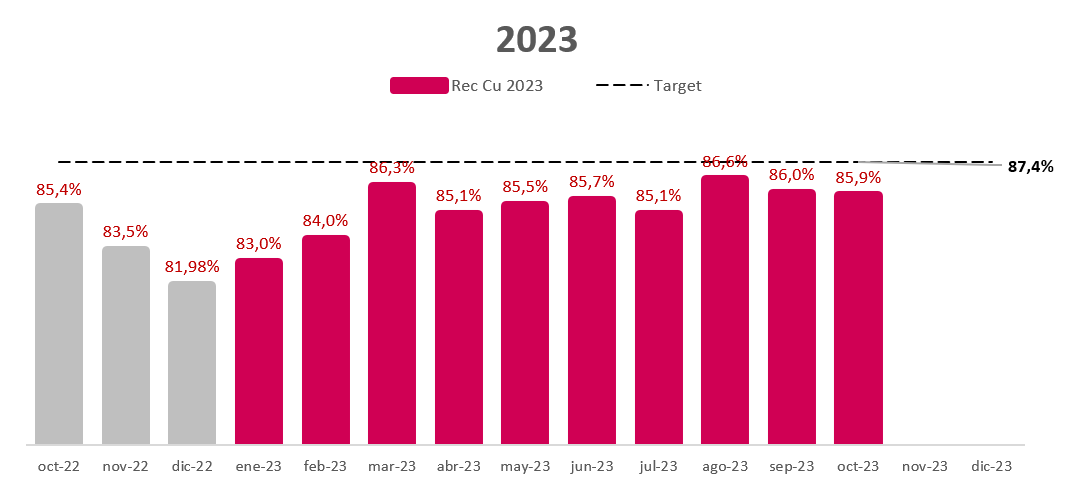 2023
Rec Cu 2023 Target
87,4%
85,4% 83,5% 81,98% 83,0% 84,0% 86,3% 85,1% 85,5% 85,7% 85,1% 86,6% 86,0% 85,9%
oct-22 nov-22 dic-22 ene-23 feb-23 mar-23 abr-23 may-23 jun-23 jul-23 ago-23 sep-23 oct-23 nov-23 dic-23